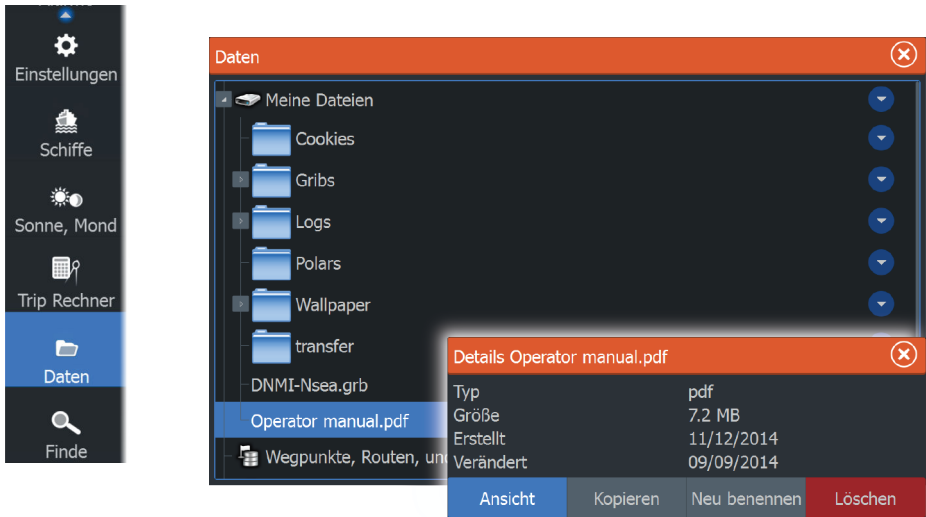 Einstellungen
Schiffe
Sonne, Mond
Trip Rechner
Daten
Finde
Daten
Meine Dateien
Cookies
Gribs
Logs
Polars
Wallpaper
transfer
DNMI-Nsea.grb
Operator manual.pdf
Wegpunkte, Routen,
Details Operator manual.pdf
Typ pdf
Größe 7.2 MB
Erstellt 11/12/2014
Verändert 09/09/2014
Ansicht Kopieren Neu benennen Löschen